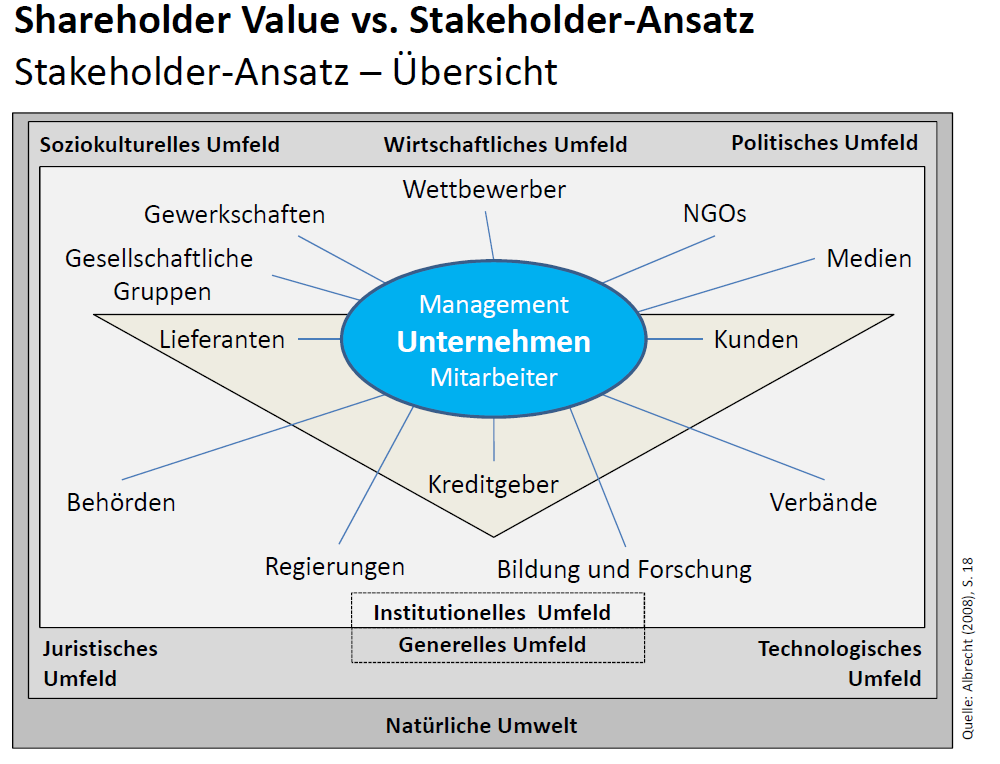 Shareholder Value vs. Stakeholder-Ansatz
Stakeholder-Ansatz – Übersicht
Soziokulturelles Umfeld
Wirtschaftliches Umfeld
Politisches Umfeld
Wettbewerber
Gewerkschaften
NGOs
Gesellschaftliche
Gruppen
Medien
Management
Lieferanten
Unternehmen
Kunden
Mitarbeiter
Behörden
Kreditgeber
Verbände
Regierungen
Bildung und Forschung
Institutionelles Umfeld
Generelles Umfeld
Juristisches
Umfeld
Technologisches
Umfeld
Natürliche Umwelt
Quelle: Albrecht (2008), S. 18